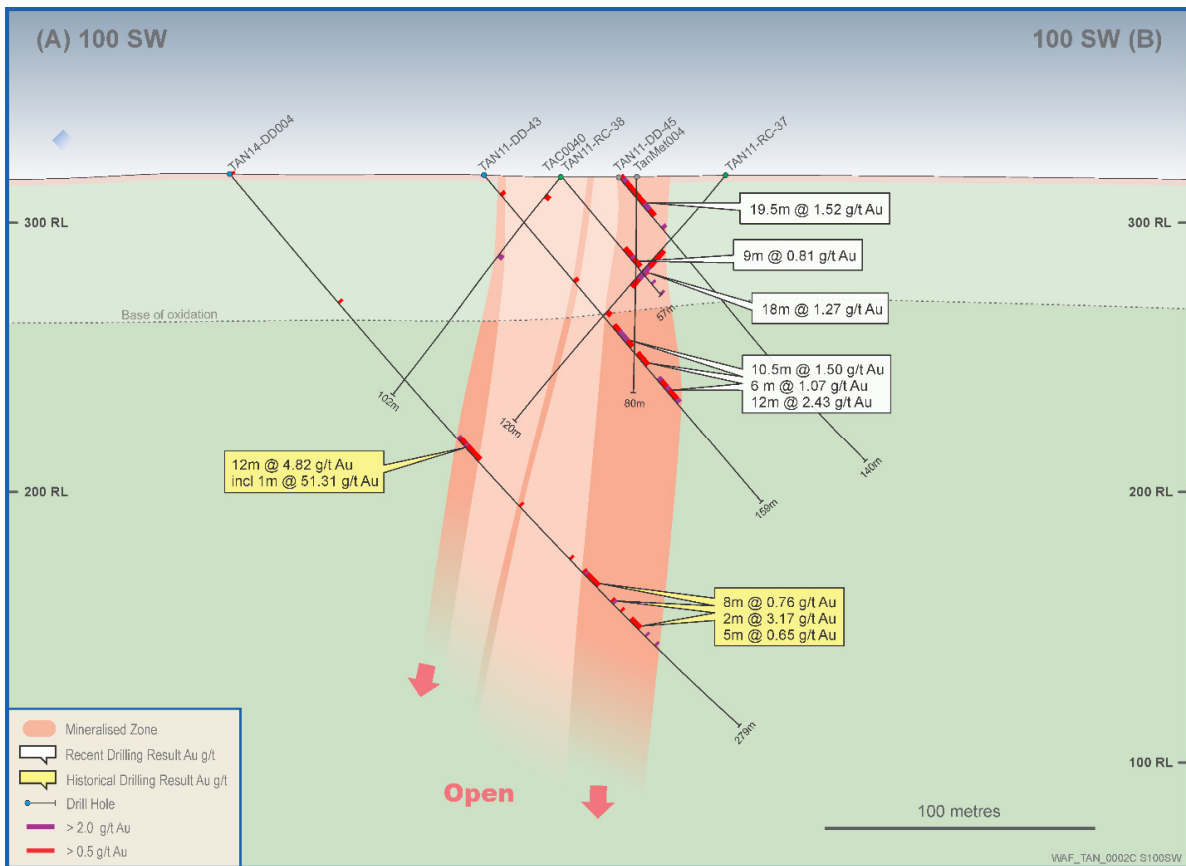 (A) 100 SW
100 SW (B)
TAN14-DD004
TAN11-DD-43
TAC0040
TAN11-RC-38
TAN11-DD-45
TanMet004
TAN11-RC-37
300 RL
300 RL
19.5m @ 1.52 g/t Au
9m @ 0.81 g/t Au
18m @ 1.27 g/t Au
Base of oxidation
57m
10.5m @ 1.50 g/t Au
6 m @ 1.07 g/t Au
12m @ 2.43 g/t Au
102m
80m
120m
140m
12m @ 4.82 g/t Au
incl 1m @ 51.31 g/t Au
200 RL
200 RL
159m
8m @ 0.76 g/t Au
2m @ 3.17 g/t Au
5m @ 0.65 g/t Au
279m
100 RL
Open
Mineralised Zone
Recent Drilling Result Au g/t
Historical Drilling Result Au g/t
Drill Hole
> 2.0 g/t Au
> 0.5 g/t Au
100 metres
WAF_TAN_0002C S100SW